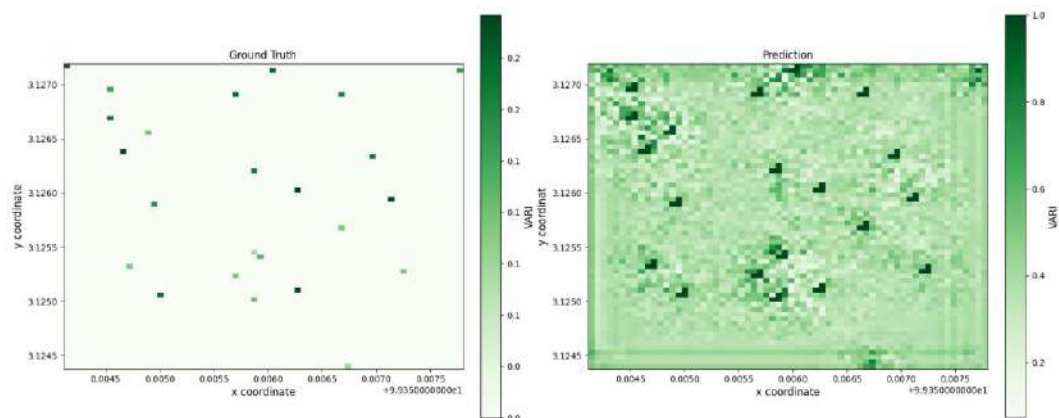 Ground Truth
3.1270
3.1265
3.1260
3.1255
3.1250
3.1245
y coordinate
0.0045 0.0050 0.0055 0.0060 0.0065 0.0070 0.0075
+9.9350000000e1
x coordinate
0.2
0.2
0.1
0.1
0.1
0.0
0.0
VARI
Prediction
3.1270
3.1265
3.1260
3.1255
3.1250
3.1245
y coordinat
0.0045 0.0050 0.0055 0.0060 0.0065 0.0070 0.0075
+9.9350000000e1
x coordinate
1.0
0.8
0.6
0.4
0.2
VARI